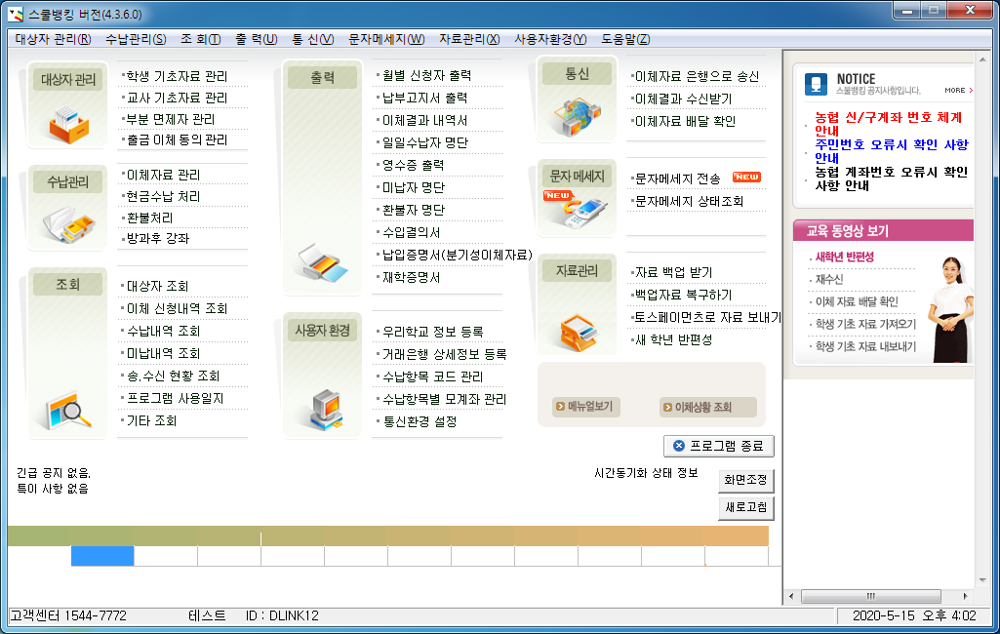 스쿨뱅킹 버전(4.3.6.0)
대상자 관리(R) 수납관리(S) 조 회(T) 출 력(U) 통 신(V) 문자메세지(W) 자료관리(X) 사용자환경(Y) 도움말(Z)
대상자 관리
학생 기초자료 관리
교사 기초자료 관리
부분 면제자 관리
출금 이체 동의 관리
수납관리
이체자료 관리
현금수납 처리
환불처리
방과후 강좌
조 회
대상자 조회
이체 신청내역 조회
수납내역 조회
미납내역 조회
송,수신 현황 조회
프로그램 사용일지
기타 조회
출 력
월별 신청자 출력
납부고지서 출력
이체결과 내역서
일일수납자 명단
영수증 출력
미납자 명단
환불자 명단
수입결의서
납입증명서(분기성이체자료)
재학증명서
사용자 환경
우리학교 정보 등록
거래은행 상세정보 등록
수납항목 코드 관리
수납항목별 모계좌 관리
통신환경 설정
통 신
이체자료 은행으로 송신
이체결과 수신받기
이체자료 배달 확인
문자 메세지
NEW
문자메세지 전송 NEW
문자메세지 상태조회
자료관리
자료 백업 받기
백업자료 복구하기
토스페이먼츠로 자료 보내기
새 학년 반편성
메뉴얼보기 이체상황 조회
프로그램 종료
긴급 공지 없음.
특이 사항 없음
시간동기화 상태 정보
화면조정
새로고침
NOTICE
스쿨뱅킹 공지사항입니다. MORE
농협 신/구계좌 번호 체계
안내
주민번호 오류시 확인 사항
안내
농협 계좌번호 오류시 확인
사항 안내
교육 동영상 보기
새학년 반편성
재수신
이체 자료 배달 확인
학생 기초 자료 가져오기
학생 기초 자료 내보내기
고객센터 1544-7772 테스트 ID : DLINK12 2020-5-15 오후 4:02